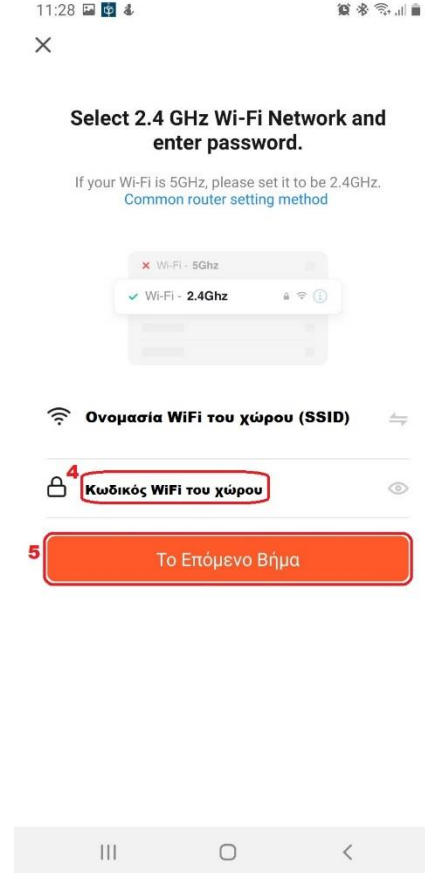 11:28
Select 2.4 GHz Wi-Fi Network and
enter password.
If your Wi-Fi is 5GHz, please set it to be 2.4GHz.
Common router setting method
Wi-Fi - 5Ghz
Wi-Fi - 2.4Ghz
Ονομασία WiFi του χώρου (SSID)
4
Κωδικός WiFi του χώρου
5
Το Επόμενο Βήμα